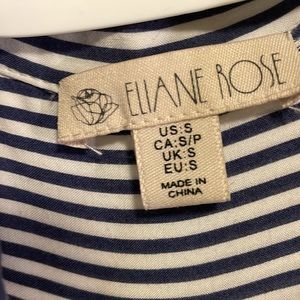 ELIANE ROSE
US:S
CA:S/P
UK:S
EU:S
MADE IN
CHINA